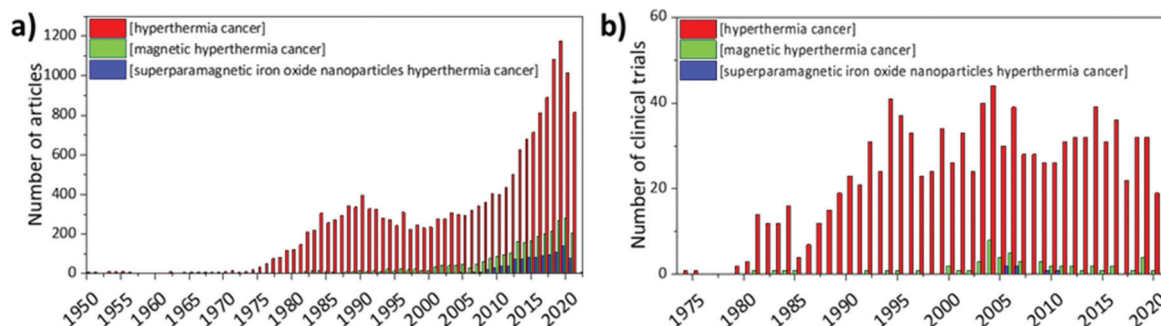 a)
Number of articles
1200
1000
800
600
400
200
0
[hyperthermia cancer]
[magnetic hyperthermia cancer]
[superparamagnetic iron oxide nanoparticles hyperthermia cancer]
1950 1955 1960 1965 1970 1975 1980 1985 1990 1995 2000 2005 2010 2015 2020
b)
Number of clinical trials
60
40
20
0
[hyperthermia cancer]
[magnetic hyperthermia cancer]
[superparamagnetic iron oxide nanoparticles hyperthermia cancer]
1975 1980 1985 1990 1995 2000 2005 2010 2015 2020